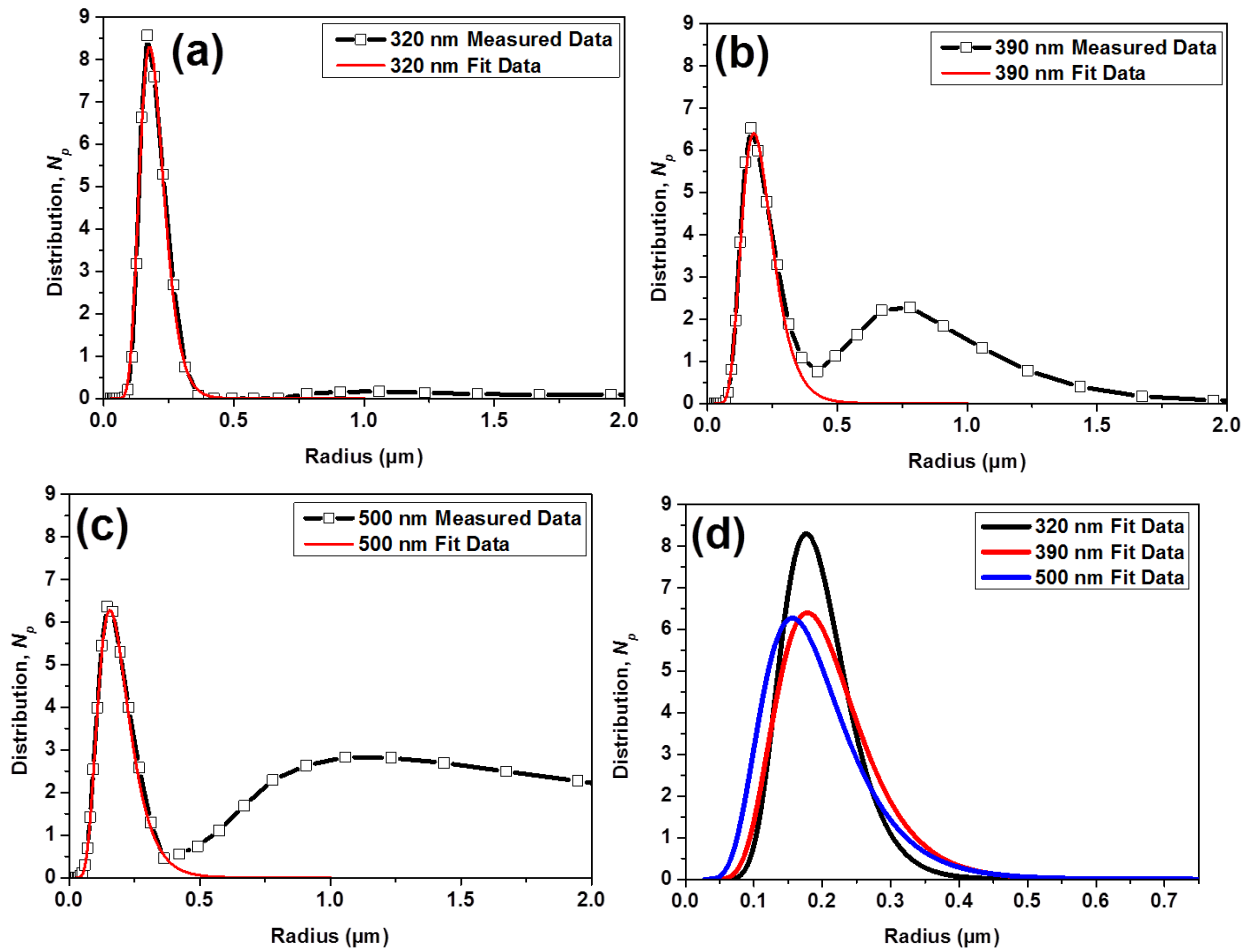 (a)
320 nm Measured Data
320 nm Fit Data
Distribution, Np
9
8
7
6
5
4
3
2
1
0
0.0 0.5 1.0 1.5 2.0
Radius (µm)
(b)
390 nm Measured Data
390 nm Fit Data
Distribution, Np
9
8
7
6
5
4
3
2
1
0
0.0 0.5 1.0 1.5 2.0
Radius (µm)
(c)
500 nm Measured Data
500 nm Fit Data
Distribution, Np
9
8
7
6
5
4
3
2
1
0
0.0 0.5 1.0 1.5 2.0
Radius (µm)
(d)
320 nm Fit Data
390 nm Fit Data
500 nm Fit Data
Distribution, Np
9
8
7
6
5
4
3
2
1
0
0.0 0.1 0.2 0.3 0.4 0.5 0.6 0.7
Radius (µm)